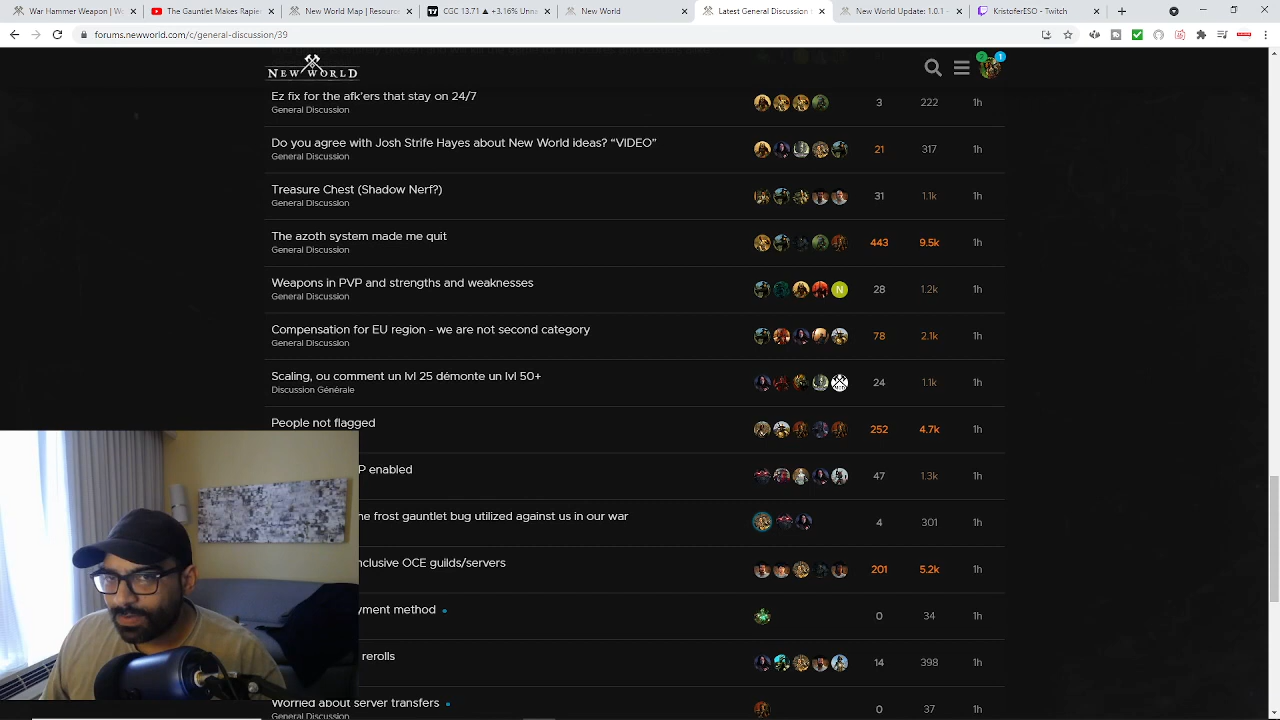 War Hammer Weapon | W
The Gauntlet Makes Rapie
New World Map | Resource
CGC 13.71 ▲ +3.16% Unna
New World
Latest General Discussion t
New World Update: 1.0.1 -
KristoferESO - Twitch
forums.newworld.com/c/general-discussion/39
NEW WORLD
1
Ez fix for the afk'ers that stay on 24/7 3 222 1h
General Discussion
Do you agree with Josh Strife Hayes about New World ideas? “VIDEO” 21 317 1h
General Discussion
Treasure Chest (Shadow Nerf?) 31 1.1k 1h
General Discussion
The azoth system made me quit 443 9.5k 1h
General Discussion
Weapons in PVP and strengths and weaknesses N 28 1.2k 1h
General Discussion
Compensation for EU region - we are not second category 78 2.1k 1h
General Discussion
Scaling, ou comment un lvl 25 démonte un lvl 50+ 24 1.1k 1h
Discussion Générale
People not flagged 252 4.7k 1h
P enabled 47 1.3k 1h
ne frost gauntlet bug utilized against us in our war 4 301 1h
nclusive OCE guilds/servers 201 5.2k 1h
yment method 0 34 1h
rerolls 14 398 1h
Worried about server transfers 0 37 1h
General Discussion